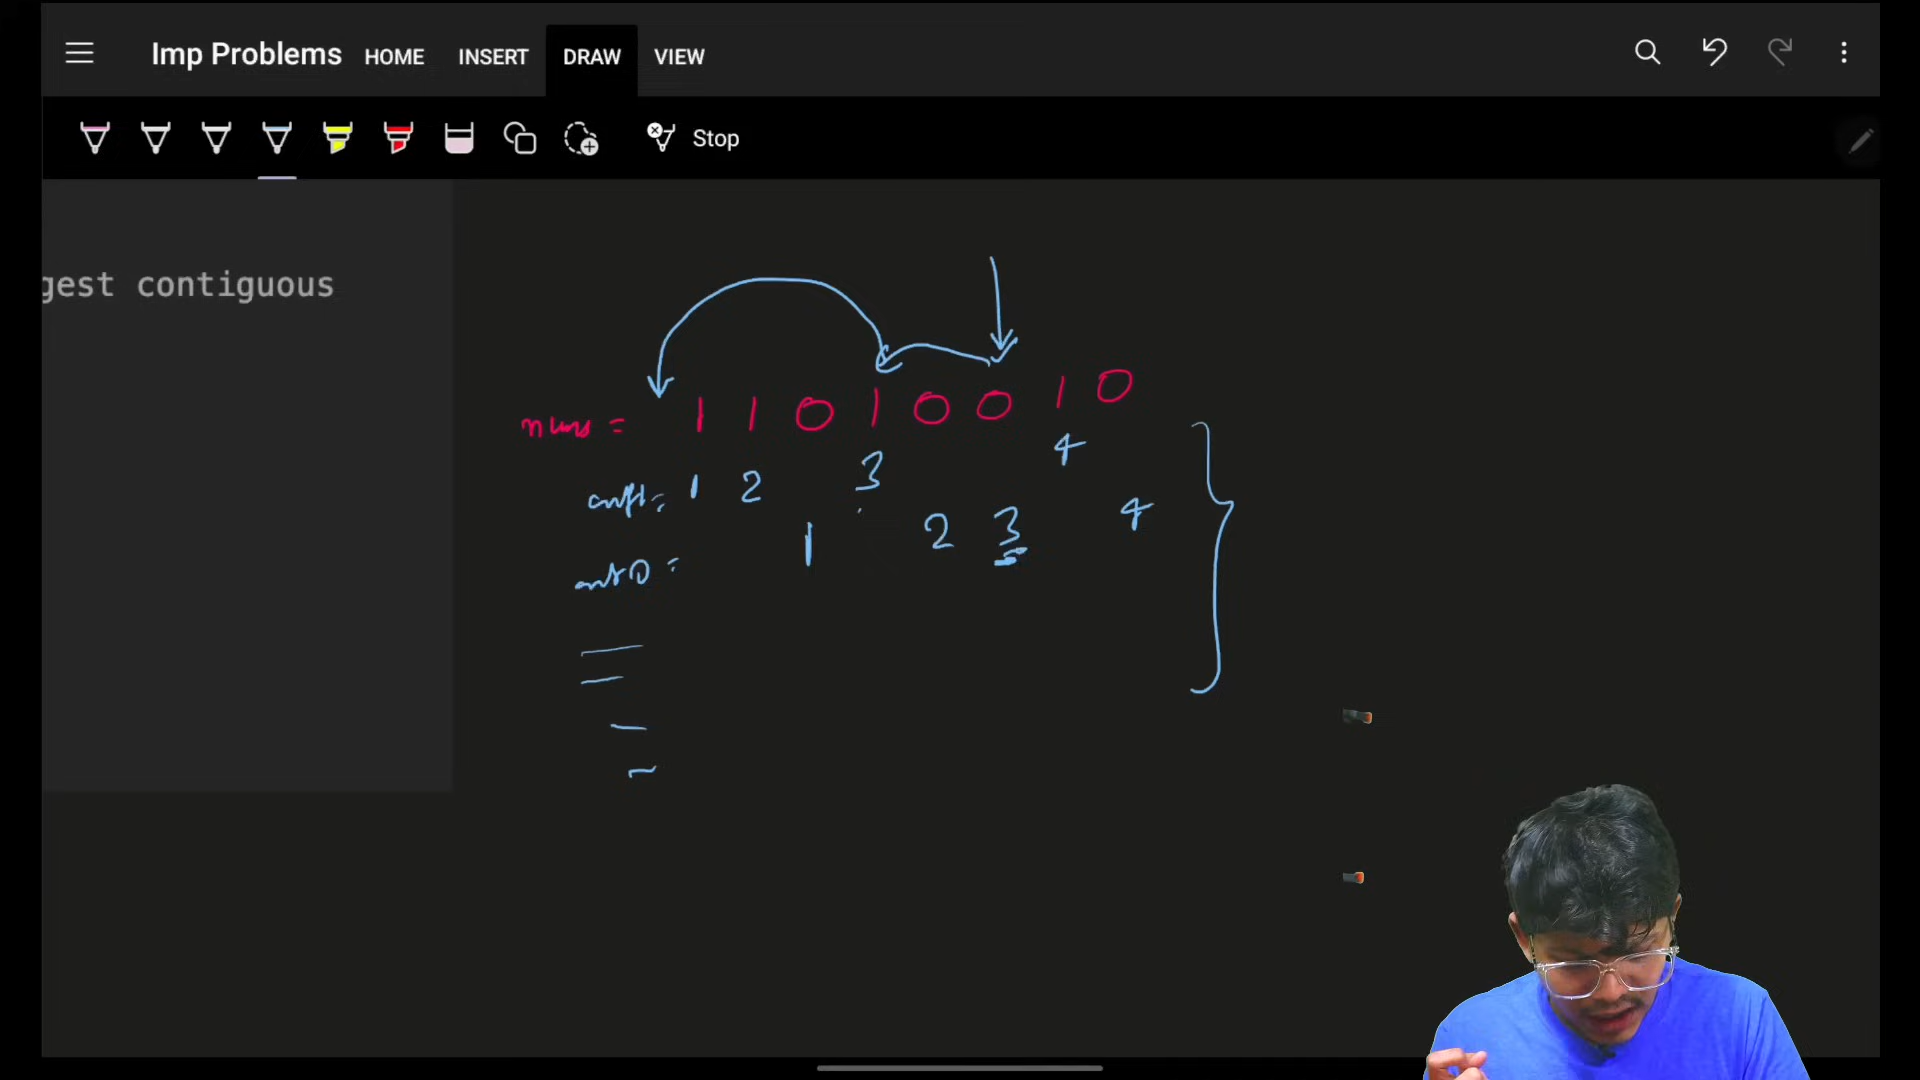 Imp Problems HOME INSERT DRAW VIEW
Stop
gest contiguous
nums = 1 1 0 1 0 0 1 0
cnt1 = 1 2 3 4
cnt0 = 1 2 3 4